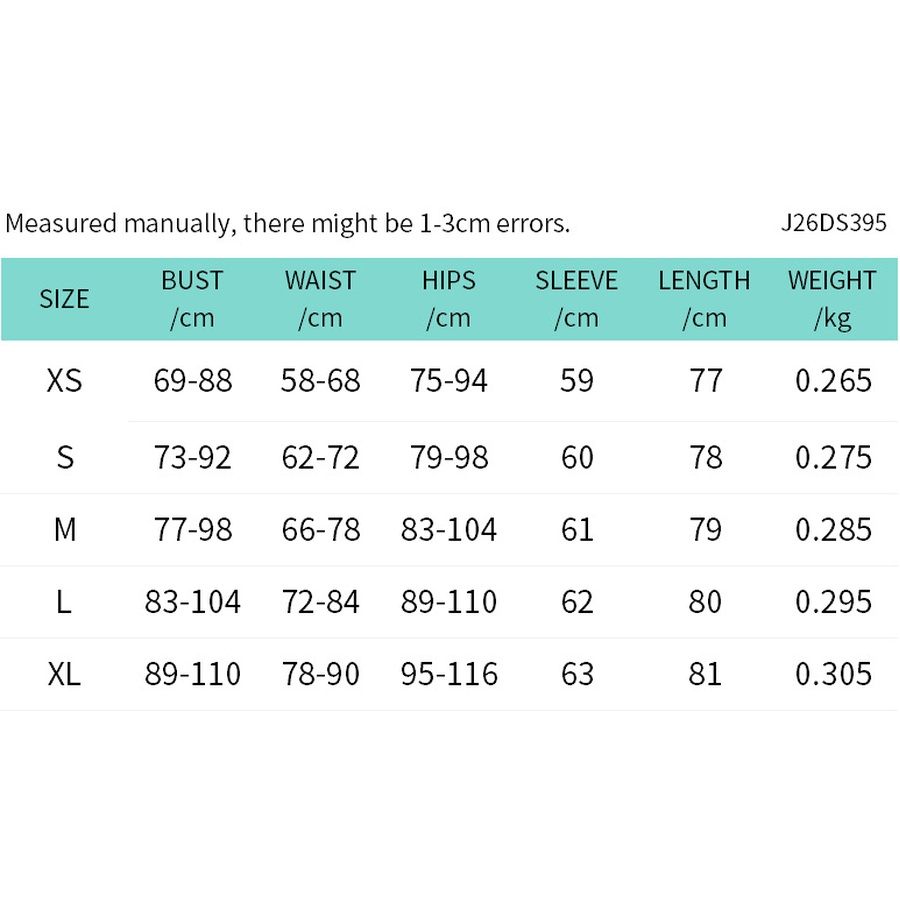 Measured manually, there might be 1-3cm errors. J26DS395
SIZE BUST /cm WAIST /cm HIPS /cm SLEEVE /cm LENGTH /cm WEIGHT /kg
XS 69-88 58-68 75-94 59 77 0.265
S 73-92 62-72 79-98 60 78 0.275
M 77-98 66-78 83-104 61 79 0.285
L 83-104 72-84 89-110 62 80 0.295
XL 89-110 78-90 95-116 63 81 0.305